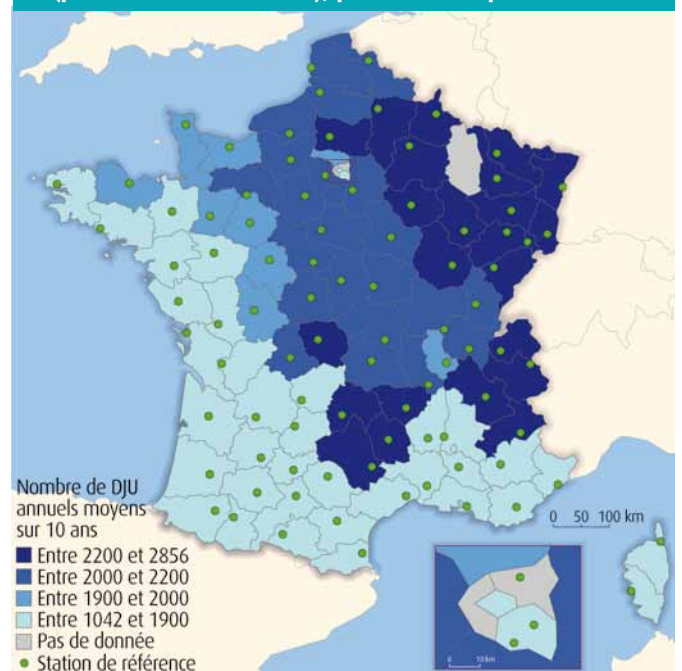 0 50 100 km
Nombre de DJU
annuels moyens
sur 10 ans
Entre 2200 et 2856
Entre 2000 et 2200
Entre 1900 et 2000
Entre 1042 et 1900
Pas de donnée
Station de référence
0 10 km